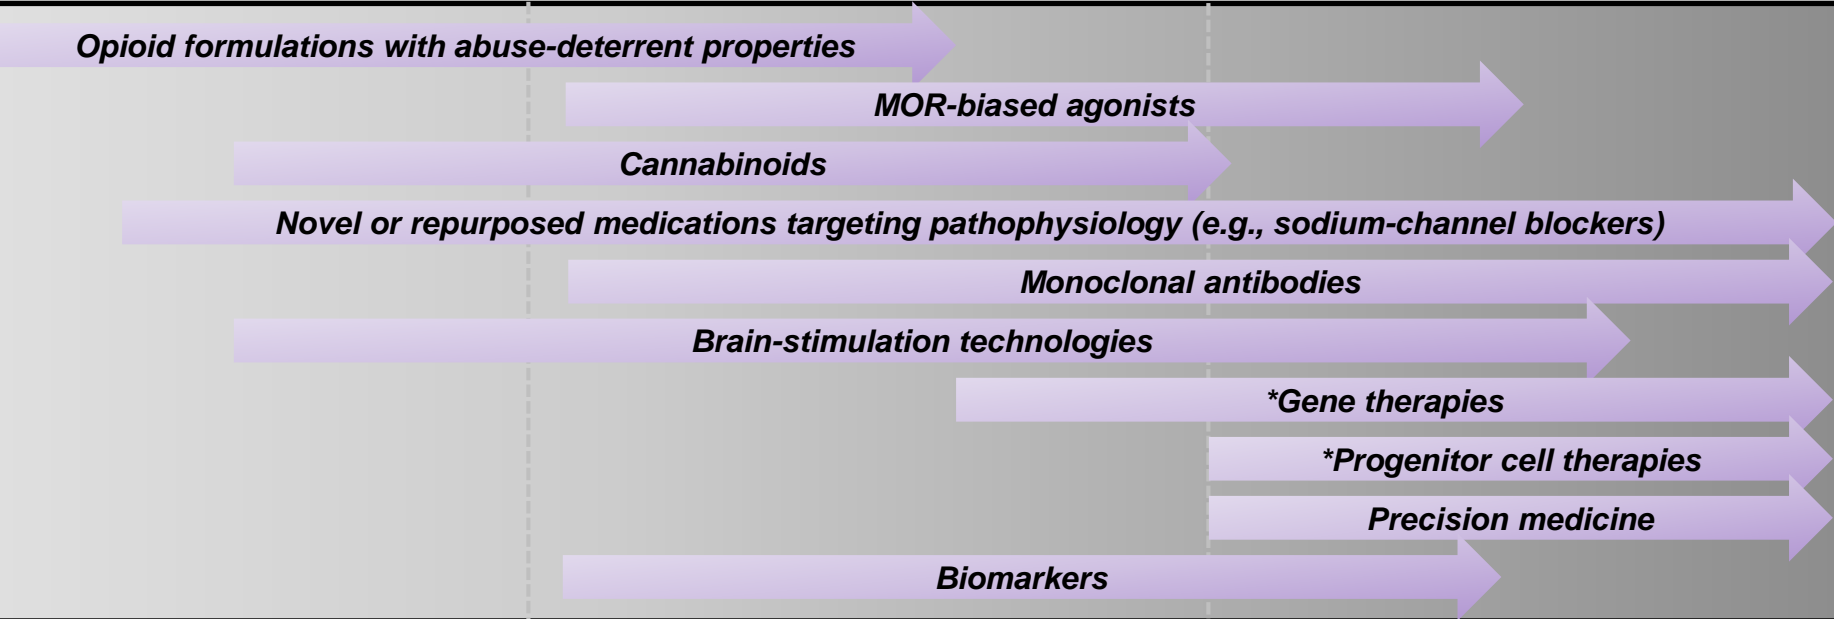 Opioid formulations with abuse-deterrent properties
MOR-biased agonists
Cannabinoids
Novel or repurposed medications targeting pathophysiology (e.g., sodium-channel blockers)
Monoclonal antibodies
Brain-stimulation technologies
*Gene therapies
*Progenitor cell therapies
Precision medicine
Biomarkers